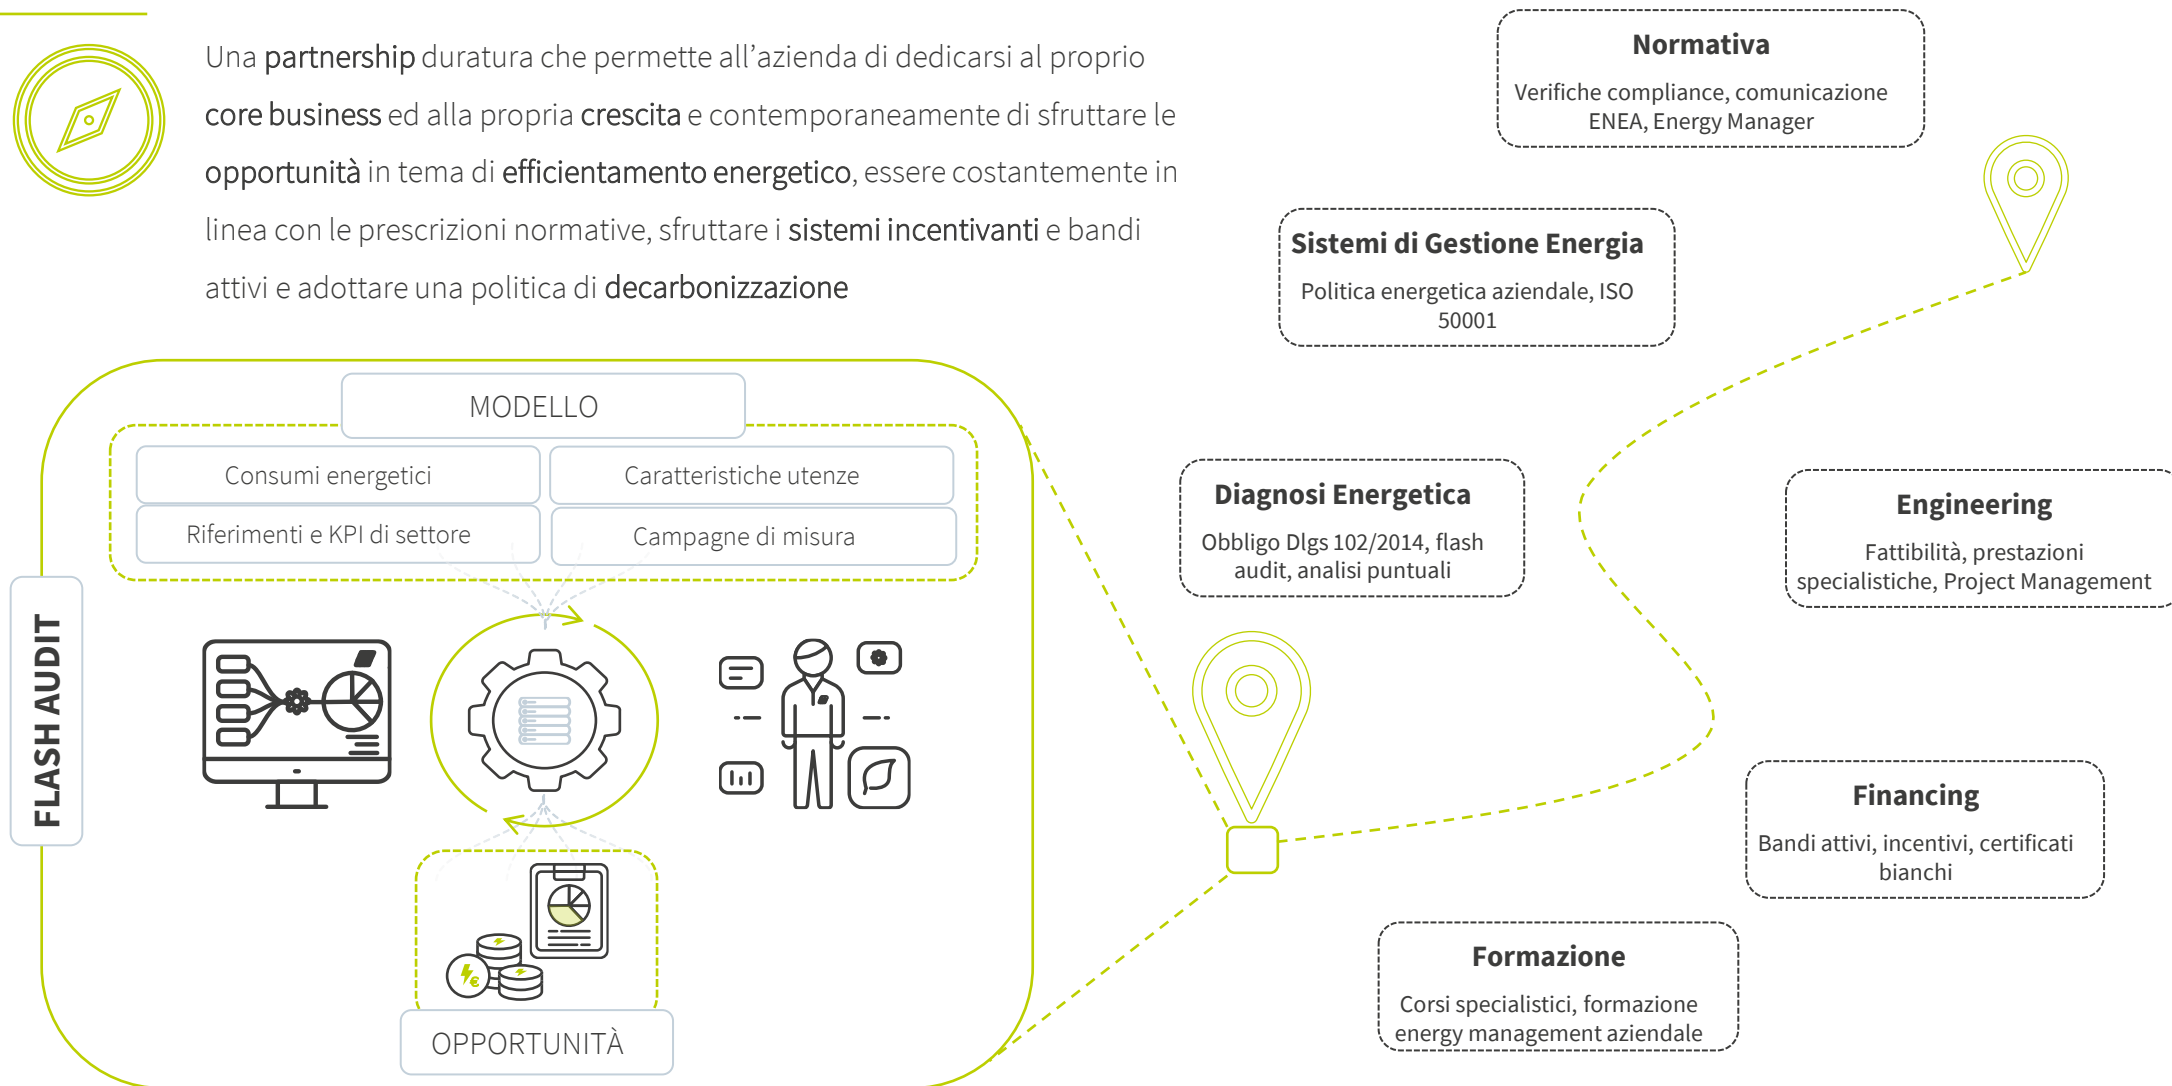 Una partnership duratura che permette all'azienda di dedicarsi al proprio
core business ed alla propria crescita e contemporaneamente di sfruttare le
opportunità in tema di efficientamento energetico, essere costantemente in
linea con le prescrizioni normative, sfruttare i sistemi incentivanti e bandi
attivi e adottare una politica di decarbonizzazione
FLASH AUDIT
MODELLO
Consumi energetici
Caratteristiche utenze
Riferimenti e KPI di settore
Campagne di misura
€
OPPORTUNITÀ
Normativa
Verifiche compliance, comunicazione
ENEA, Energy Manager
Sistemi di Gestione Energia
Politica energetica aziendale, ISO
50001
Diagnosi Energetica
Obbligo Dlgs 102/2014, flash
audit, analisi puntuali
Engineering
Fattibilità, prestazioni
specialistiche, Project Management
Financing
Bandi attivi, incentivi, certificati
bianchi
Formazione
Corsi specialistici, formazione
energy management aziendale